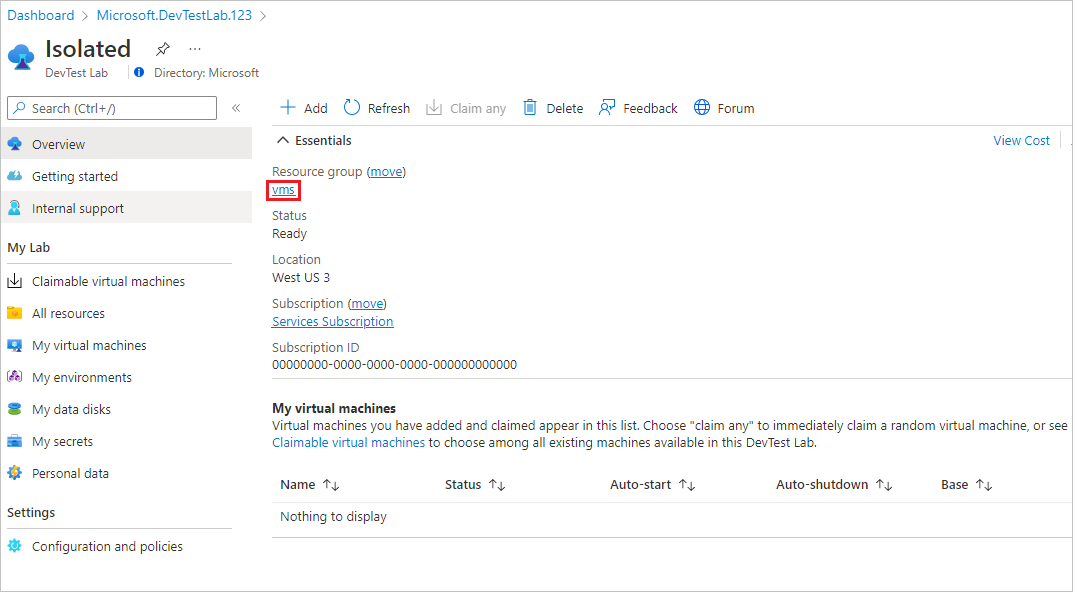 Dashboard > Microsoft.DevTestLab.123 >
Isolated ...
DevTest Lab Directory: Microsoft
Search (Ctrl+/) «
Overview
Getting started
Internal support
My Lab
Claimable virtual machines
All resources
My virtual machines
My environments
My data disks
My secrets
Personal data
Settings
Configuration and policies
Add Refresh Claim any Delete Feedback Forum
Essentials View Cost
Resource group (move)
vms
Status
Ready
Location
West US 3
Subscription (move)
Services Subscription
Subscription ID
00000000-0000-0000-0000-000000000000
My virtual machines
Virtual machines you have added and claimed appear in this list. Choose "claim any" to immediately claim a random virtual machine, or see
Claimable virtual machines to choose among all existing machines available in this DevTest Lab.
Name ↑↓ Status ↑↓ Auto-start ↑↓ Auto-shutdown ↑↓ Base ↑↓
Nothing to display